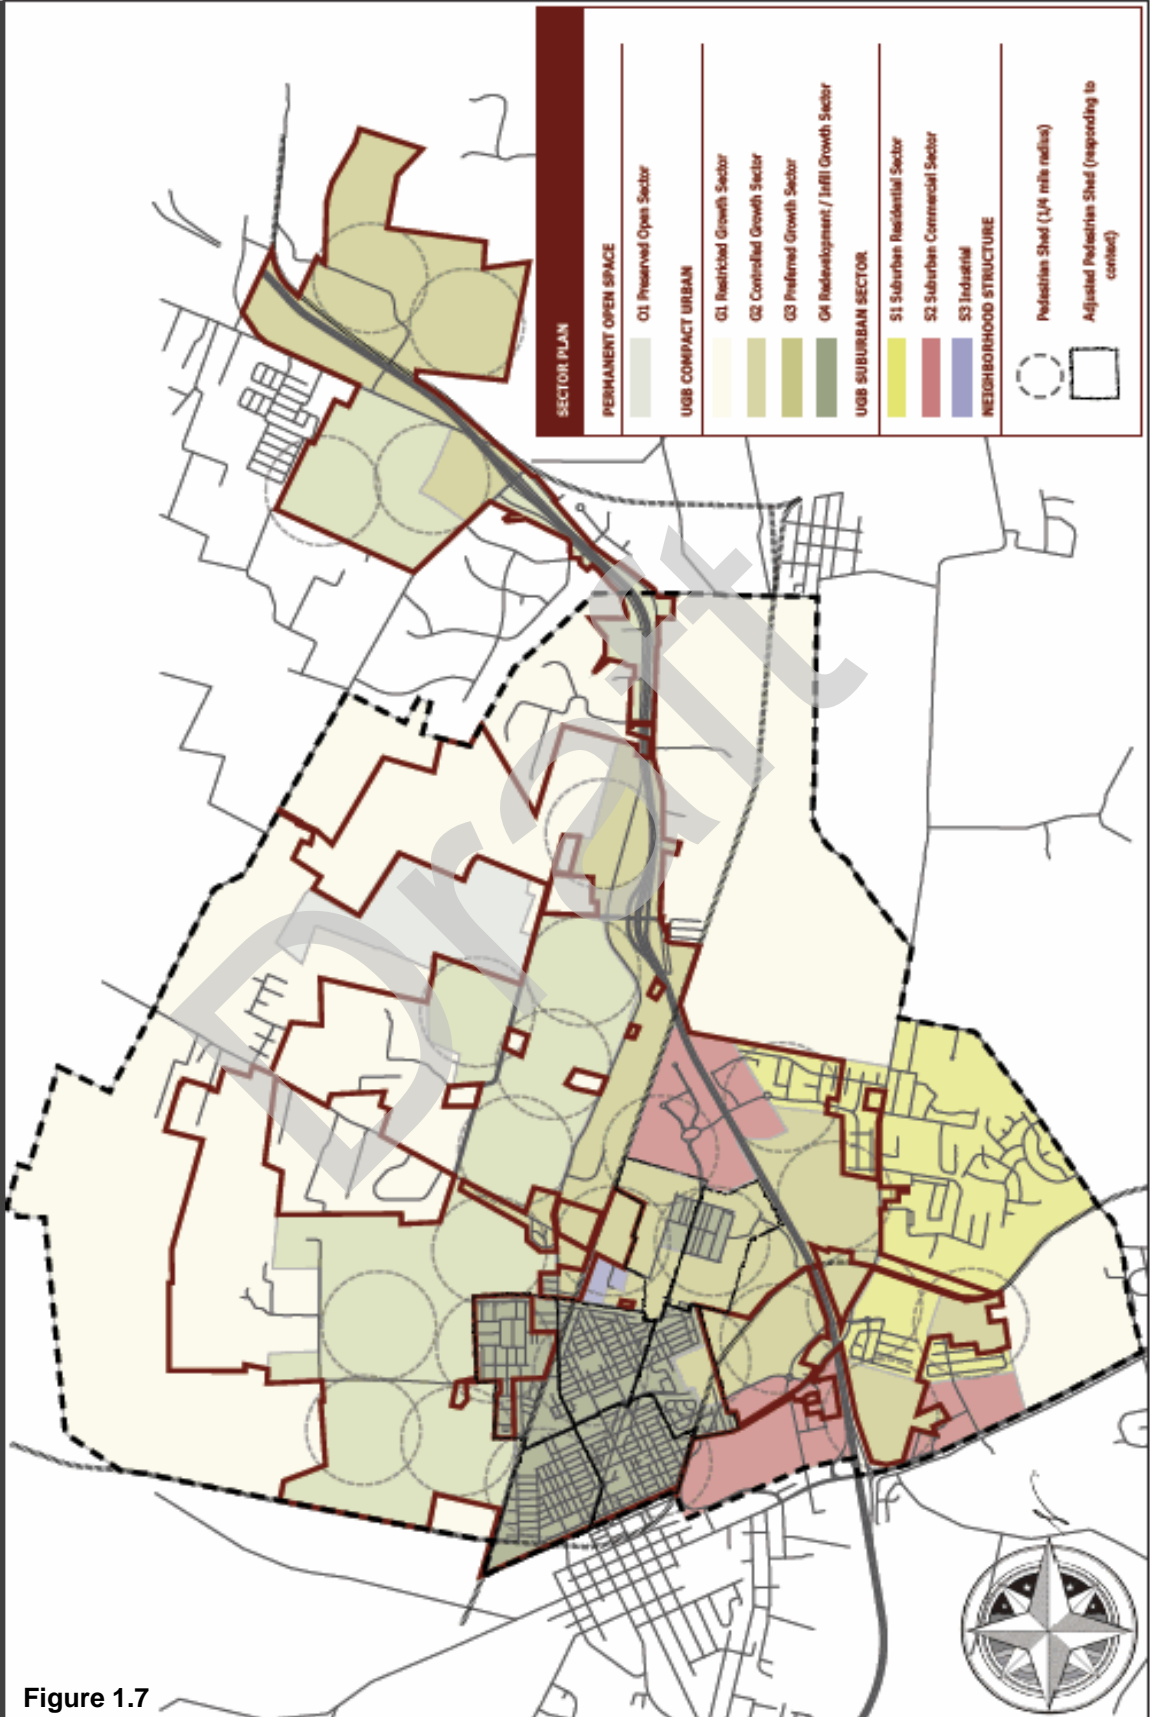 SECTOR PLAN
PERMANENT OPEN SPACE
O1 Preserved Open Sector
UGB COMPACT URBAN
G1 Restricted Growth Sector
G2 Controlled Growth Sector
G3 Preferred Growth Sector
G4 Redevelopment / Infill Growth Sector
UGB SUBURBAN SECTOR
S1 Suburban Residential Sector
S2 Suburban Commercial Sector
S3 Industrial
NEIGHBORHOOD STRUCTURE
Pedestrian Shed (1/4 mile radius)
Adjusted Pedestrian Shed (responding to
context)
Draft
Figure 1.7